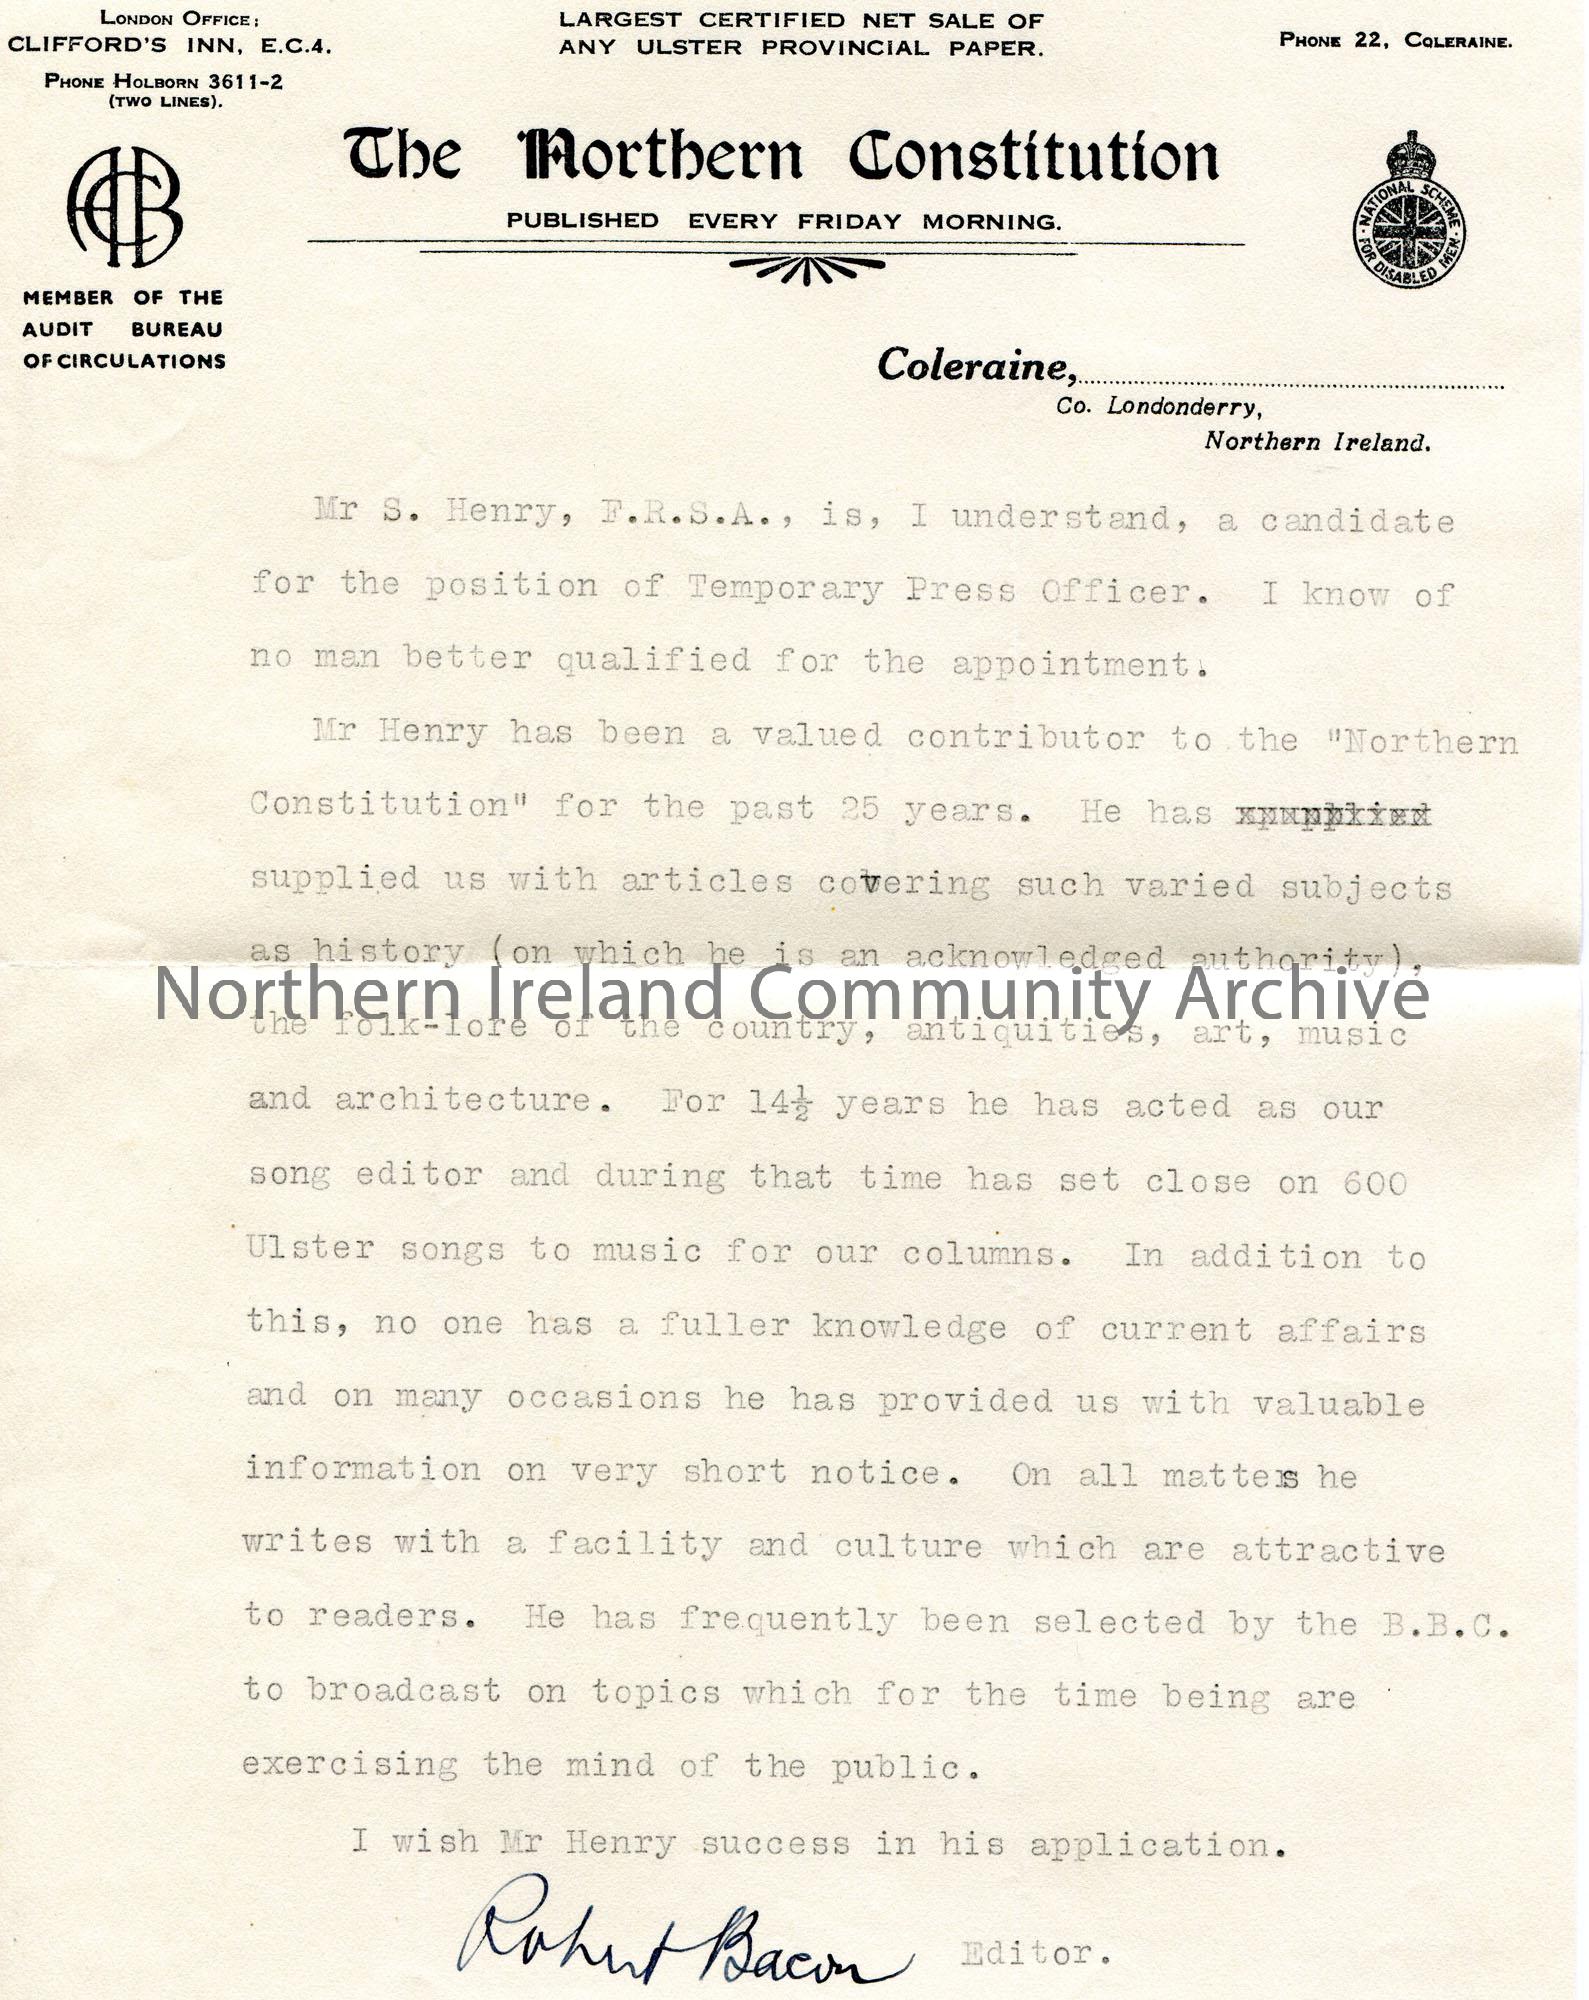 London Office;
CLIFFORD'S INN, E.C.4.
Phone Holborn 3611-2
(TWO LINES).
LARGEST CERTIFIED NET SALE OF
ANY ULSTER PROVINCIAL PAPER.
Phone 22, Coleraine.
ABC
MEMBER OF THE
AUDIT BUREAU
OF CIRCULATIONS
The Northern Constitution
PUBLISHED EVERY FRIDAY MORNING.
NATIONAL SCHEME
FOR DISABLED MEN
Coleraine,
Co. Londonderry,
Northern Ireland.
Mr S. Henry, F.R.S.A., is, I understand, a candidate
for the position of Temporary Press Officer. I know of
no man better qualified for the appointment.
Mr Henry has been a valued contributor to the "Northern
Constitution" for the past 25 years. He has
supplied us with articles covering such varied subjects
as history (on which he is an acknowledged authority),
Northern Ireland Community Archive
the folk-lore of the country, antiquities, art, music
and architecture. For 14½ years he has acted as our
song editor and during that time has set close on 600
Ulster songs to music for our columns. In addition to
this, no one has a fuller knowledge of current affairs
and on many occasions he has provided us with valuable
information on very short notice. On all matters he
writes with a facility and culture which are attractive
to readers. He has frequently been selected by the B.B.C.
to broadcast on topics which for the time being are
exercising the mind of the public.
I wish Mr Henry success in his application.
Robert Bacon Editor.